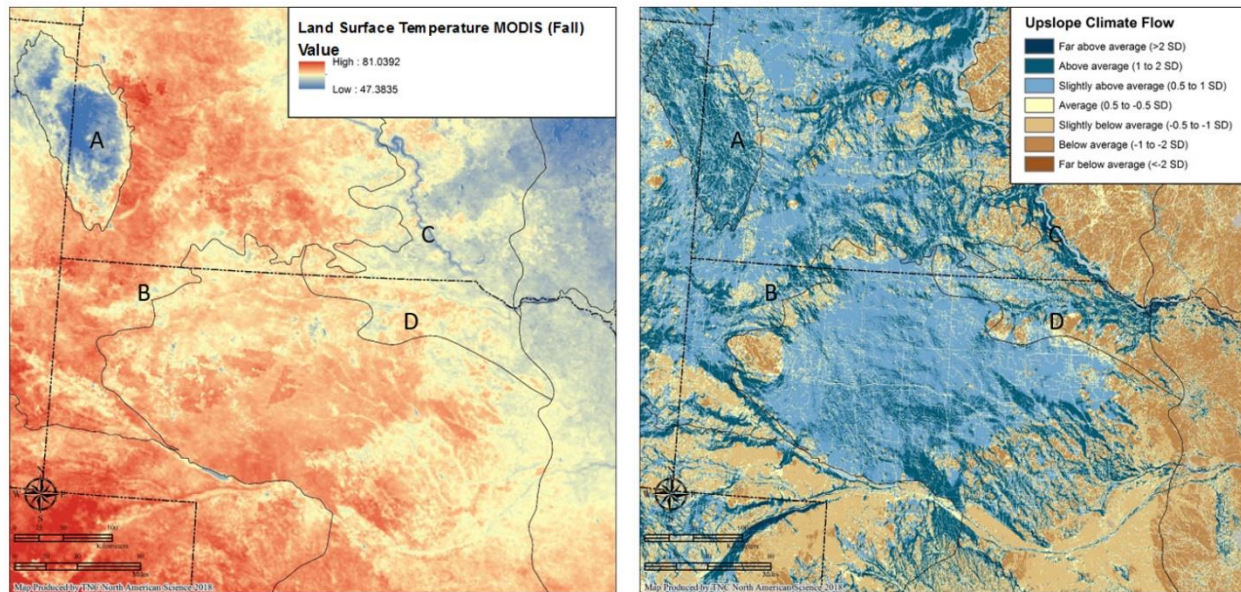 Land Surface Temperature MODIS (Fall)
Value
High : 81.0392
Low : 47.3835
A
B
C
D
N
W
E
S
Kilometers
Miles
Map Produced by TNC North American Science 2018
Upslope Climate Flow
Far above average (>2 SD)
Above average (1 to 2 SD)
Slightly above average (0.5 to 1 SD)
Average (0.5 to -0.5 SD)
Slightly below average (-0.5 to -1 SD)
Below average (-1 to -2 SD)
Far below average (<-2 SD)
A
C
B
D
Miles
Map Produced by TNC North American Science 2018